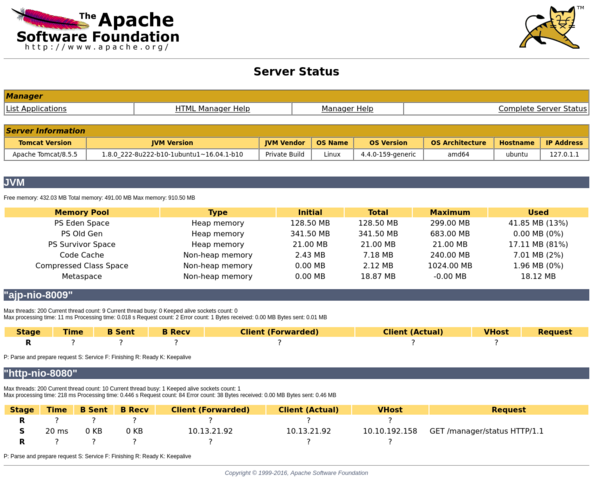 The Apache
Software Foundation
http://www.apache.org/
TM
Server Status
Manager
List Applications HTML Manager Help Manager Help Complete Server Status
Server Information
Tomcat Version JVM Version JVM Vendor OS Name OS Version OS Architecture Hostname IP Address
Apache Tomcat/8.5.5 1.8.0_222-8u222-b10-1ubuntu1~16.04.1-b10 Private Build Linux 4.4.0-159-generic amd64 ubuntu 127.0.1.1
JVM
Free memory: 432.03 MB Total memory: 491.00 MB Max memory: 910.50 MB
Memory Pool Type Initial Total Maximum Used
PS Eden Space Heap memory 128.50 MB 128.50 MB 299.00 MB 41.85 MB (13%)
PS Old Gen Heap memory 341.50 MB 341.50 MB 683.00 MB 0.00 MB (0%)
PS Survivor Space Heap memory 21.00 MB 21.00 MB 21.00 MB 17.11 MB (81%)
Code Cache Non-heap memory 2.43 MB 7.18 MB 240.00 MB 7.01 MB (2%)
Compressed Class Space Non-heap memory 0.00 MB 2.12 MB 1024.00 MB 1.96 MB (0%)
Metaspace Non-heap memory 0.00 MB 18.87 MB -0.00 MB 18.12 MB
"ajp-nio-8009"
Max threads: 200 Current thread count: 9 Current thread busy: 0 Keeped alive sockets count: 0
Max processing time: 11 ms Processing time: 0.018 s Request count: 2 Error count: 1 Bytes received: 0.00 MB Bytes sent: 0.01 MB
Stage Time B Sent B Recv Client (Forwarded) Client (Actual) VHost Request
R ? ? ? ? ? ?
P: Parse and prepare request S: Service F: Finishing R: Ready K: Keepalive
"http-nio-8080"
Max threads: 200 Current thread count: 10 Current thread busy: 1 Keeped alive sockets count: 1
Max processing time: 218 ms Processing time: 0.446 s Request count: 84 Error count: 38 Bytes received: 0.00 MB Bytes sent: 0.46 MB
Stage Time B Sent B Recv Client (Forwarded) Client (Actual) VHost Request
R ? ? ? ? ? ?
S 20 ms 0 KB 0 KB 10.13.21.92 10.13.21.92 10.10.192.158 GET /manager/status HTTP/1.1
R ? ? ? ? ? ?
P: Parse and prepare request S: Service F: Finishing R: Ready K: Keepalive
Copyright © 1999-2016, Apache Software Foundation